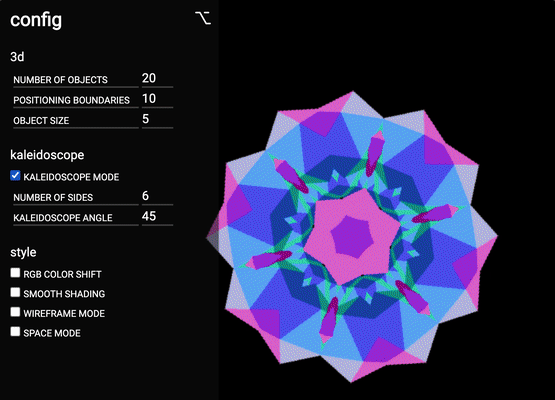 config
3d
NUMBER OF OBJECTS 20
POSITIONING BOUNDARIES 10
OBJECT SIZE 5
kaleidoscope
KALEIDOSCOPE MODE
NUMBER OF SIDES 6
KALEIDOSCOPE ANGLE 45
style
RGB COLOR SHIFT
SMOOTH SHADING
WIREFRAME MODE
SPACE MODE